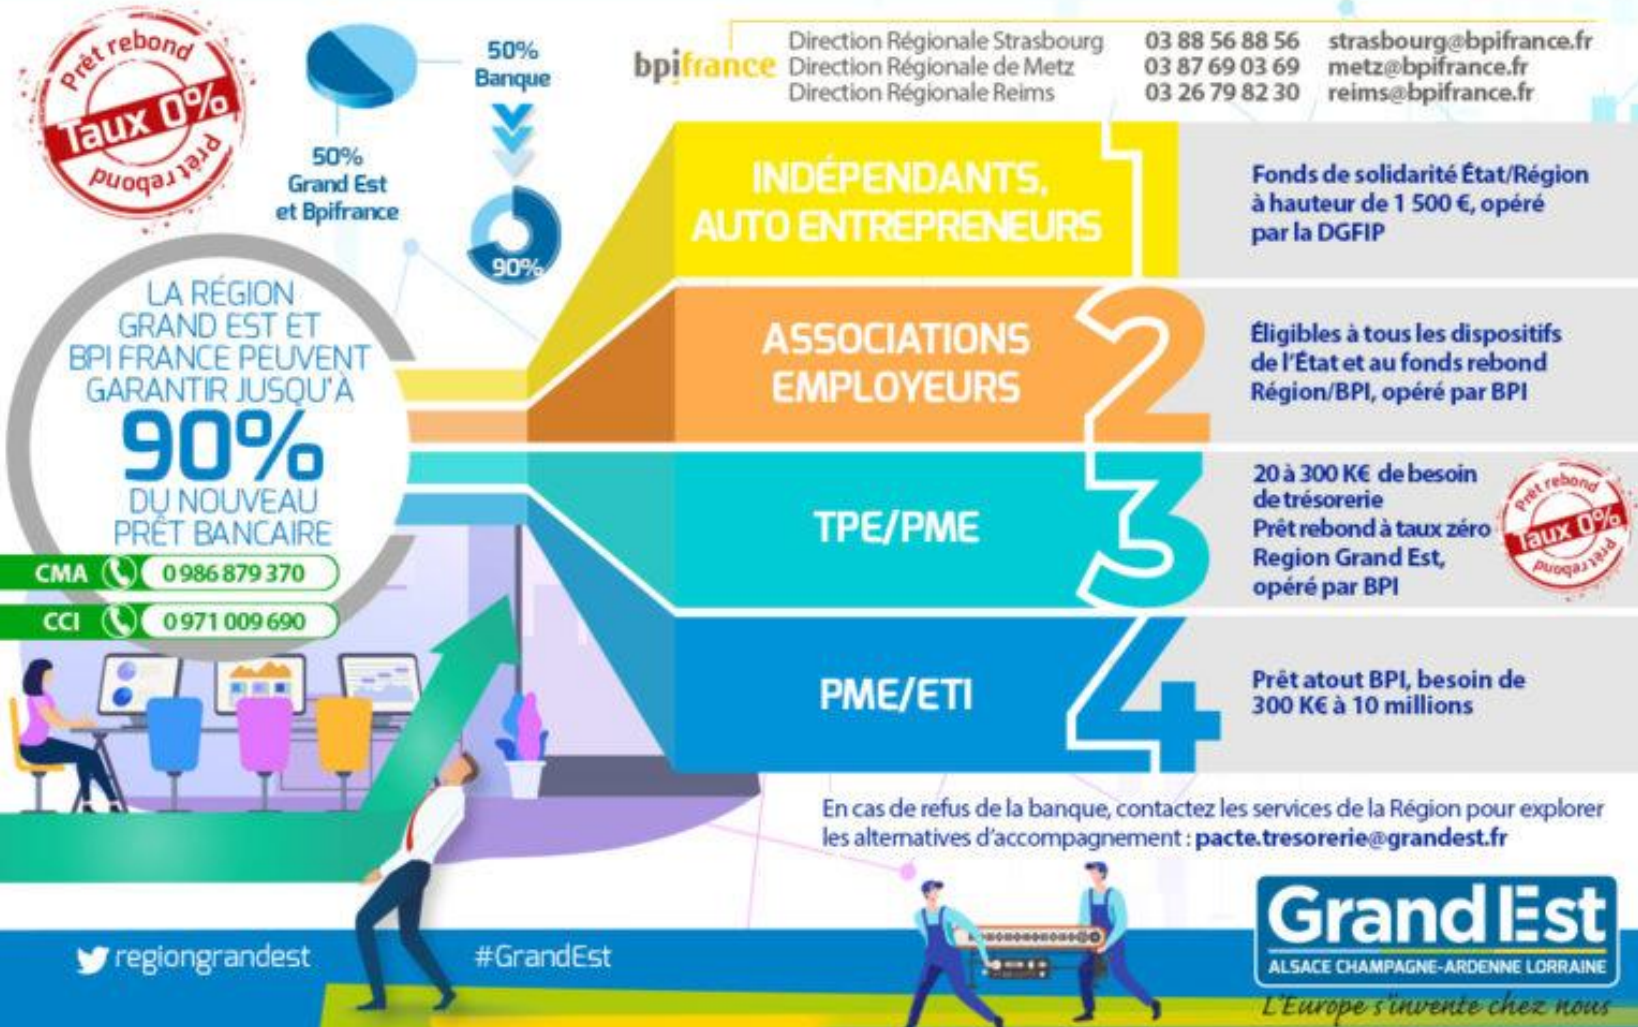 Prêt rebond
Taux 0%
Prêt rebond
50%
Banque
50%
Grand Est
et Bpifrance
90%
bpifrance
Direction Régionale Strasbourg 03 88 56 88 56 strasbourg@bpifrance.fr
Direction Régionale de Metz 03 87 69 03 69 metz@bpifrance.fr
Direction Régionale Reims 03 26 79 82 30 reims@bpifrance.fr
LA RÉGION
GRAND EST ET
BPI FRANCE PEUVENT
GARANTIR JUSQU'À
90%
DU NOUVEAU
PRÊT BANCAIRE
CMA 0 986 879 370
CCI 0 971 009 690
INDÉPENDANTS,
AUTO ENTREPRENEURS
1
Fonds de solidarité État/Région
à hauteur de 1 500 €, opéré
par la DGFIP
ASSOCIATIONS
EMPLOYEURS
2
Éligibles à tous les dispositifs
de l'État et au fonds rebond
Région/BPI, opéré par BPI
TPE/PME
3
20 à 300 K€ de besoin
de trésorerie
Prêt rebond à taux zéro
Region Grand Est,
opéré par BPI
Prêt rebond
Taux 0%
Prêt rebond
PME/ETI
4
Prêt atout BPI, besoin de
300 K€ à 10 millions
En cas de refus de la banque, contactez les services de la Région pour explorer
les alternatives d'accompagnement : pacte.tresorerie@grandest.fr
regiongrandest
#GrandEst
Grand Est
ALSACE CHAMPAGNE-ARDENNE LORRAINE
L'Europe s'invente chez nous